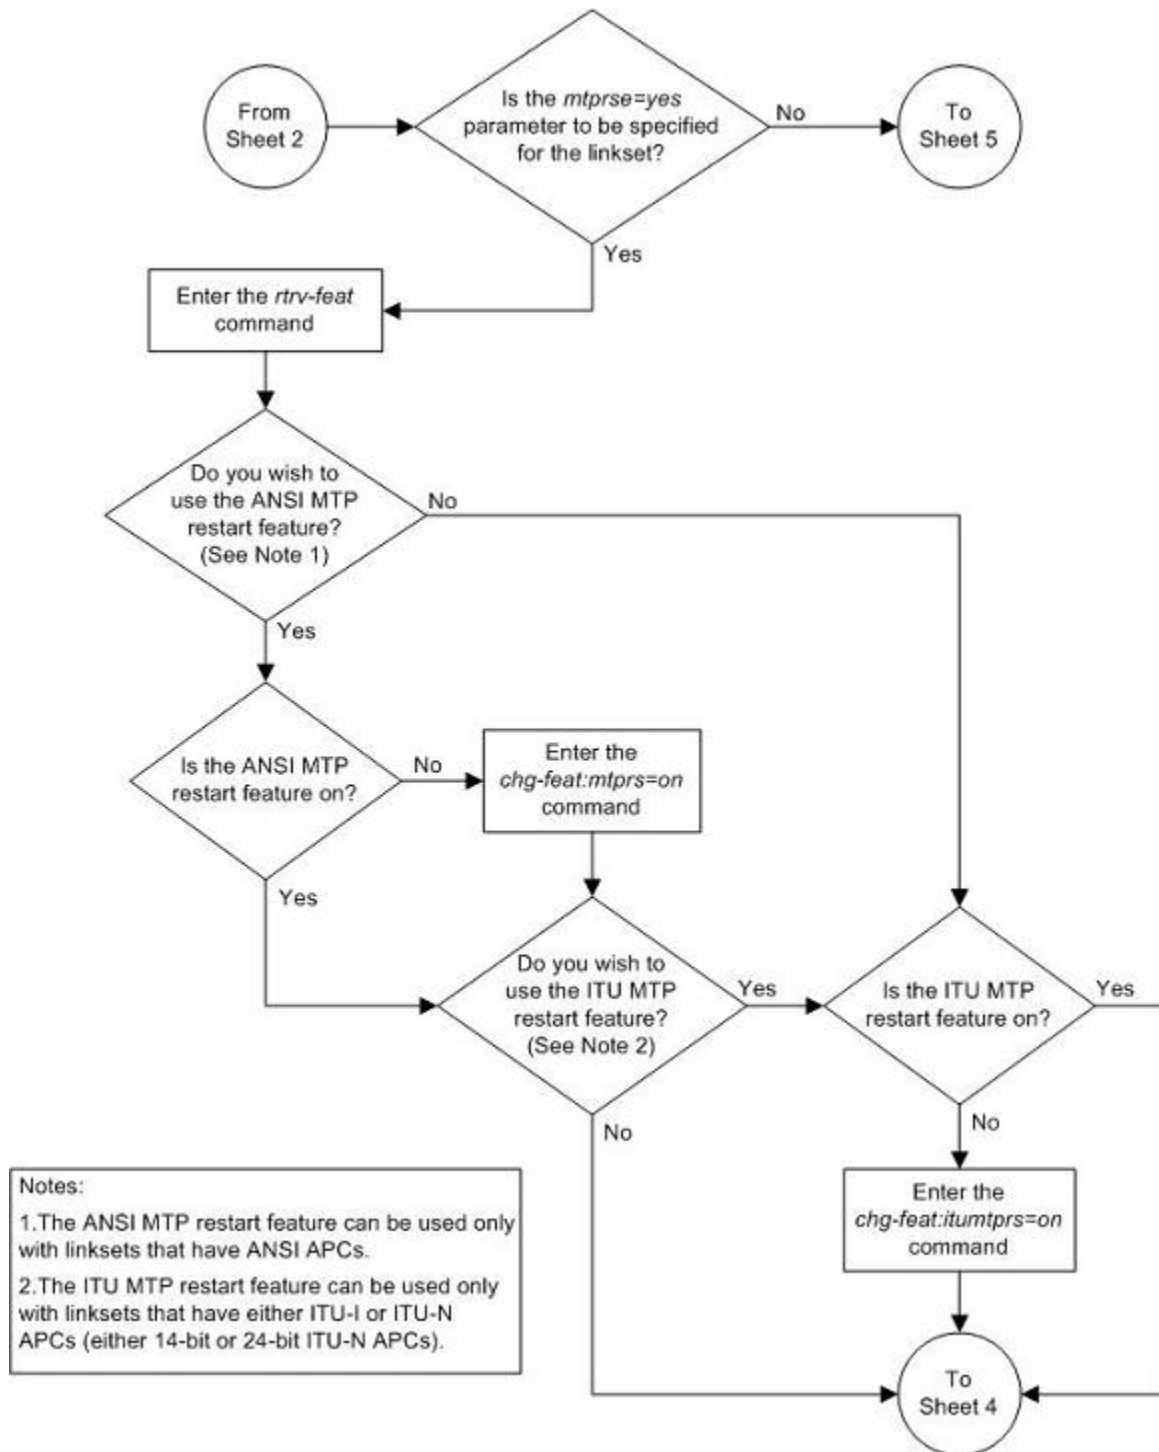 From
Sheet 2
Is the mtprse=yes
parameter to be specified
for the linkset?
No
To
Sheet 5
Yes
Enter the rtrv-feat
command
Do you wish to
use the ANSI MTP
restart feature?
(See Note 1)
No
Yes
Is the ANSI MTP
restart feature on?
No
Enter the
chg-feat:mtprs=on
command
Yes
Do you wish to
use the ITU MTP
restart feature?
(See Note 2)
Yes
Is the ITU MTP
restart feature on?
Yes
No
No
Enter the
chg-feat:itumtprs=on
command
To
Sheet 4
Notes:
1.The ANSI MTP restart feature can be used only
with linksets that have ANSI APCs.
2.The ITU MTP restart feature can be used only
with linksets that have either ITU-I or ITU-N
APCs (either 14-bit or 24-bit ITU-N APCs).